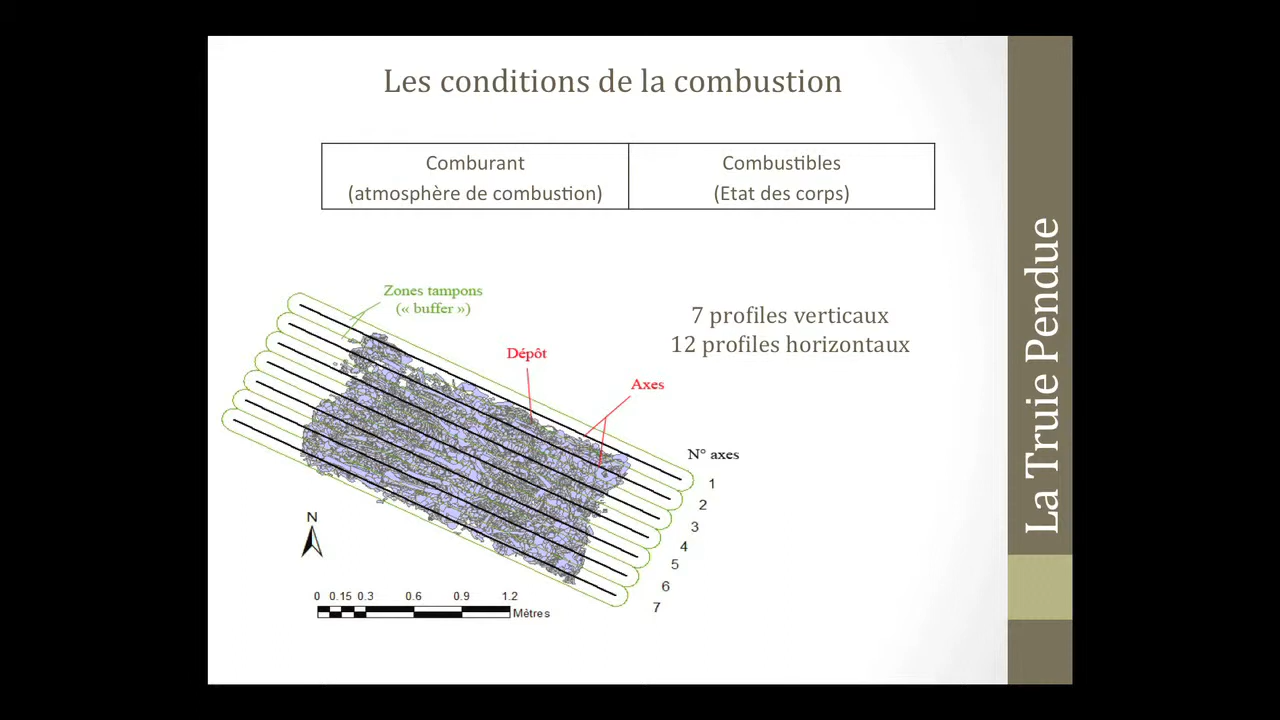 Les conditions de la combustion
Comburant
(atmosphère de combustion)
Combustibles
(Etat des corps)
Zones tampons
(« buffer »)
7 profiles verticaux
12 profiles horizontaux
Dépôt
Axes
N° axes
1
2
3
4
5
6
7
N
0 0.15 0.3 0.6 0.9 1.2
Mètres
La Truie Pendue